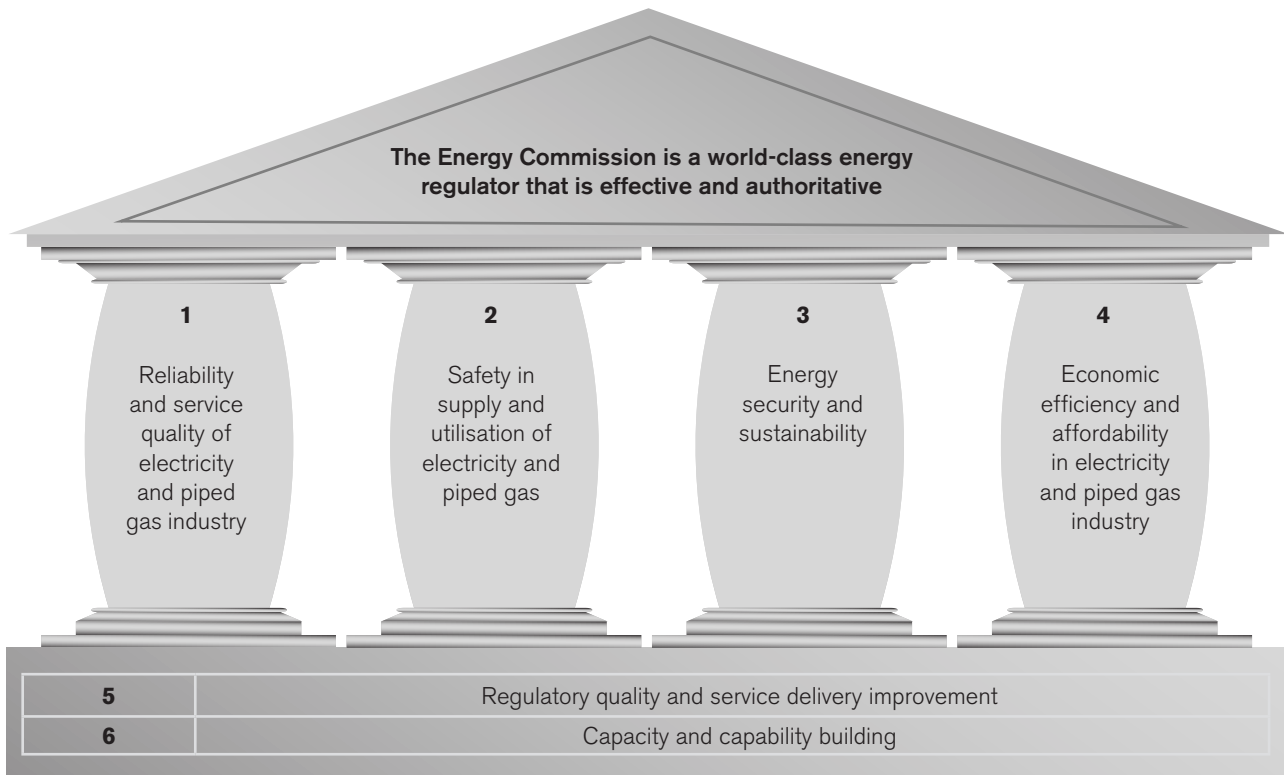 The Energy Commission is a world-class energy
regulator that is effective and authoritative
1
Reliability
and service
quality of
electricity
and piped
gas industry
2
Safety in
supply and
utilisation of
electricity and
piped gas
3
Energy
security and
sustainability
4
Economic
efficiency and
affordability
in electricity
and piped gas
industry
5 Regulatory quality and service delivery improvement
6 Capacity and capability building